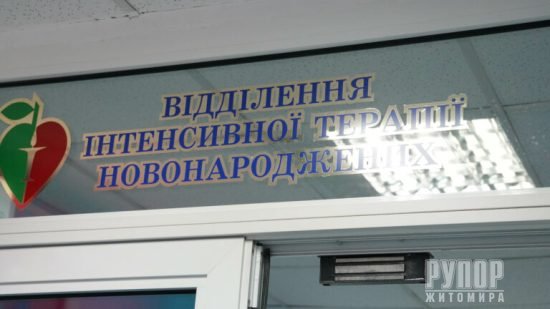 ВІДДІЛЕННЯ
ІНТЕНСИВНОЇ ТЕРАПІЇ
НОВОНАРОДЖЕНИХ
РУПОР
ЖИТОМИРА